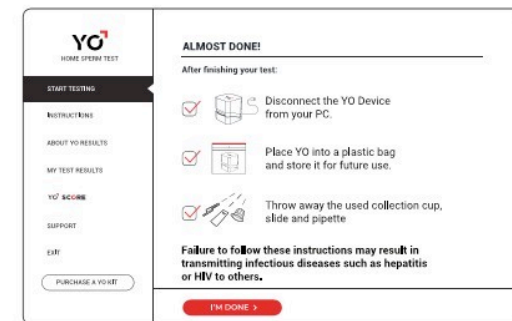 YO
HOME SPERM TEST
START TESTING
INSTRUCTIONS
ABOUT YO RESULTS
MY TEST RESULTS
YO SCORE
SUPPORT
EXIT
PURCHASE A YO KIT
ALMOST DONE!
After finishing your test:
Disconnect the YO Device
from your PC.
Place YO into a plastic bag
and store it for future use.
Throw away the used collection cup,
slide and pipette
Failure to follow these instructions may result in
transmitting infectious diseases such as hepatitis
or HIV to others.
I'M DONE >